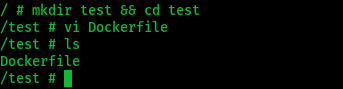 / # mkdir test && cd test
/test # vi Dockerfile
/test # ls
Dockerfile
/test #